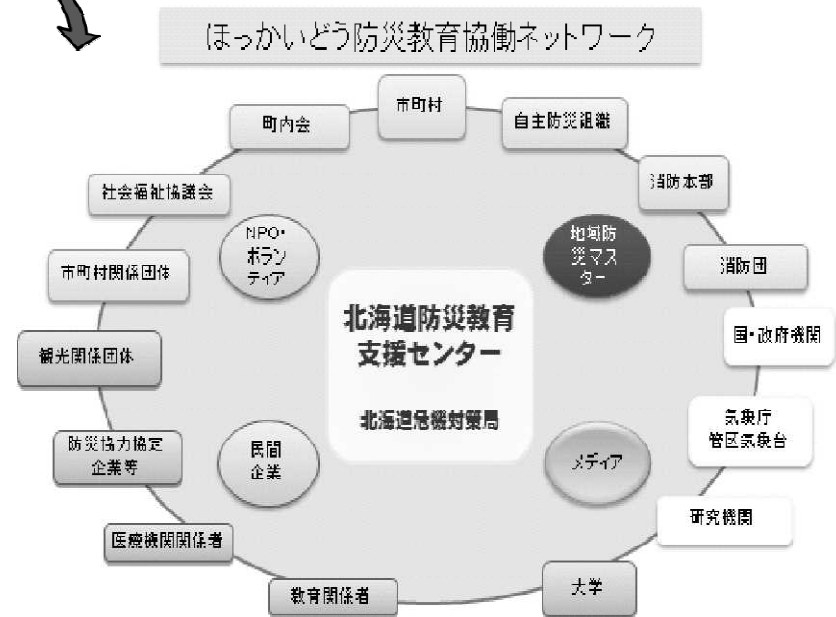 ほっかいどう防災教育協働ネットワーク
市町村
町内会
自主防災組織
社会福祉協議会
消防本部
NPO・
ボラン
ティア
地域防
災マス
ター
市町村関係団体
消防団
北海道防災教育
支援センター
北海道危機対策局
国・政府機関
観光関係団体
気象庁
管区気象台
防災協力協定
企業等
民間
企業
メディア
研究機関
医療機関関係者
教育関係者
大学